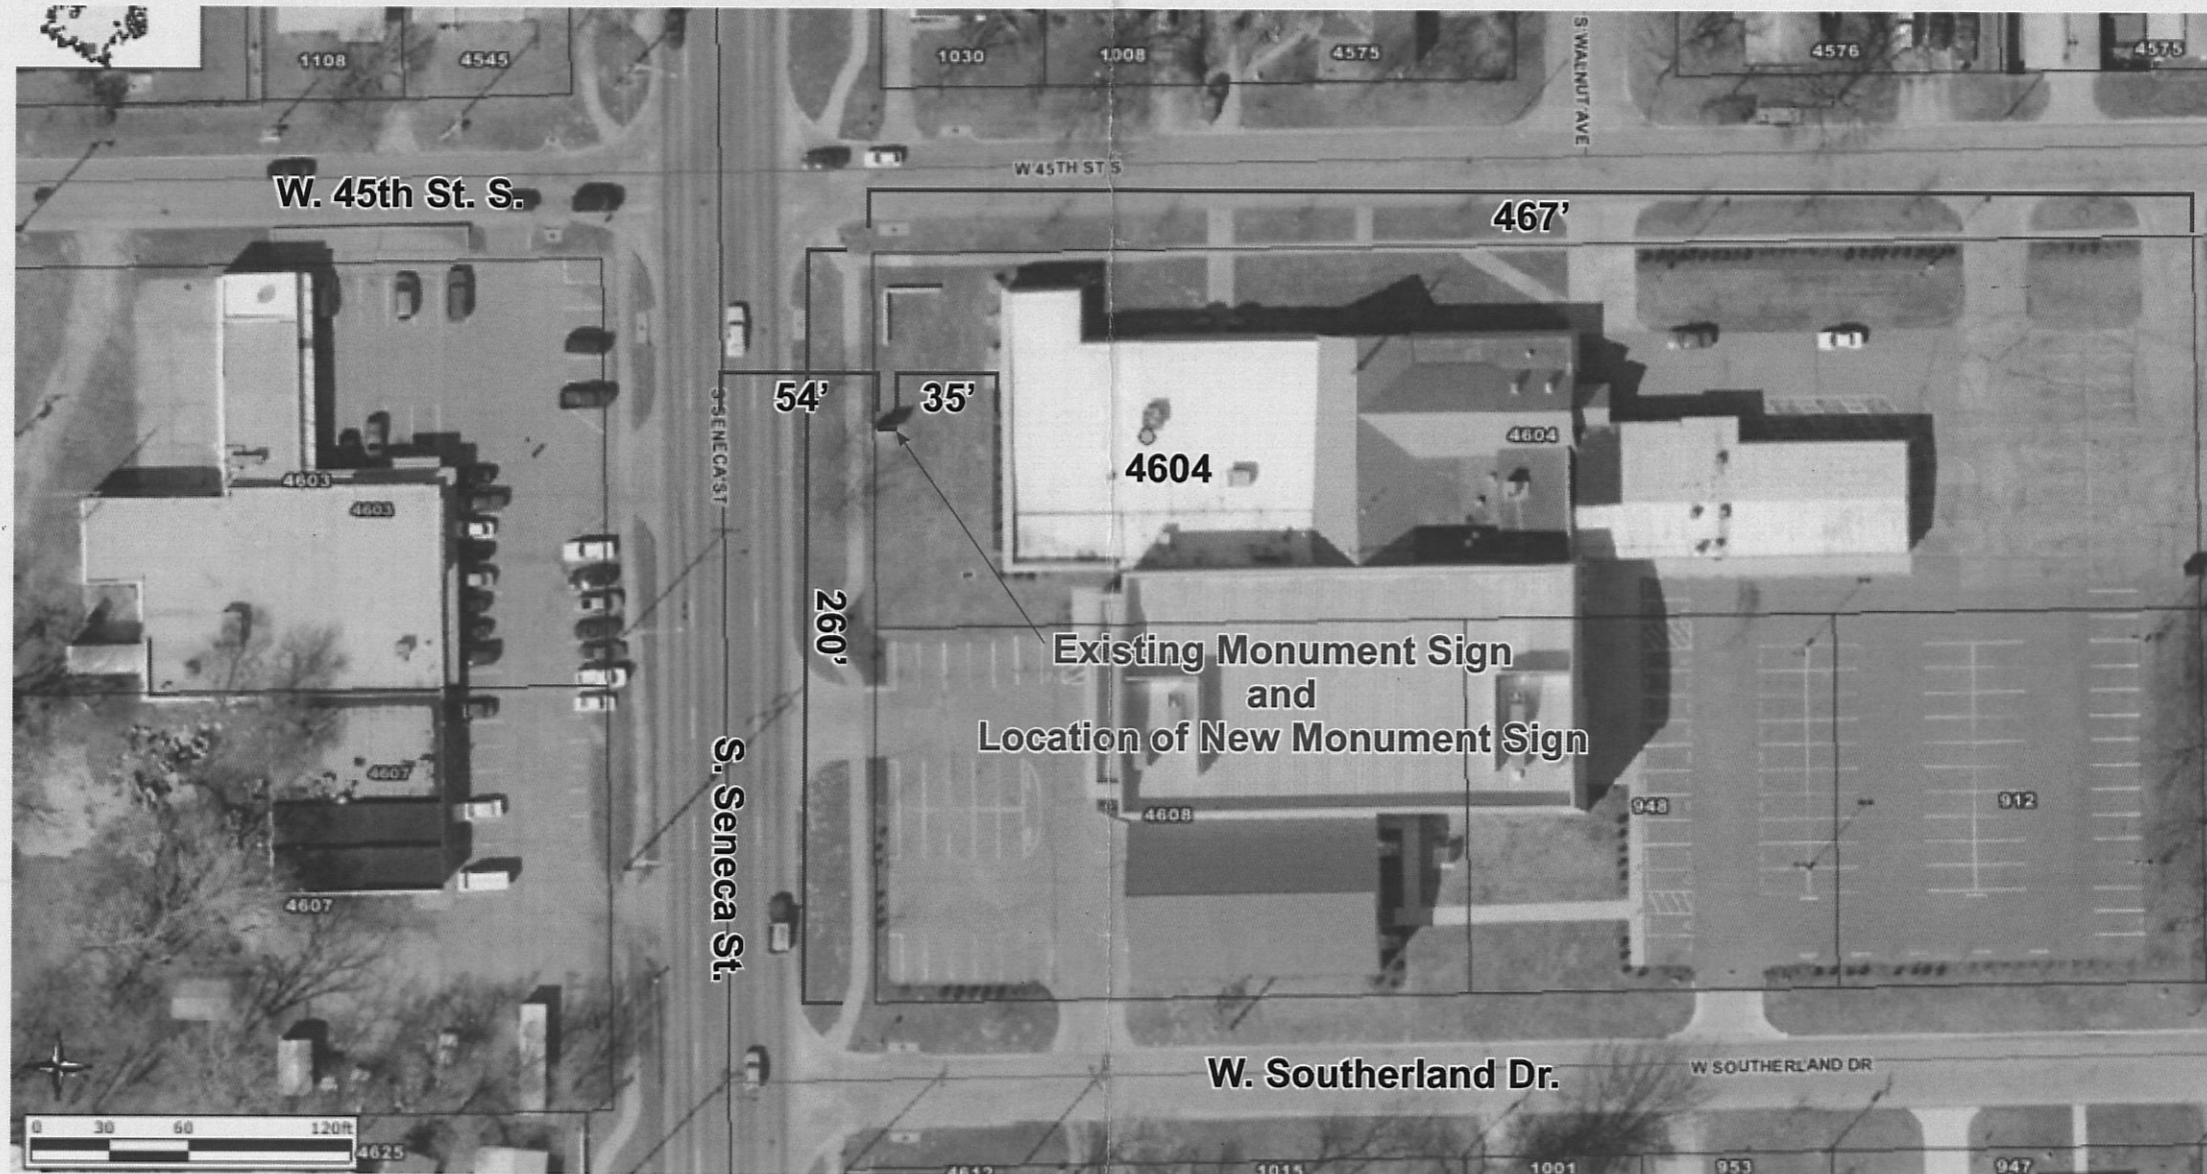 1108
4545
1030
1008
4575
S WALNUT AVE
4576
4575
W 45TH ST S
W. 45th St. S.
467’
54’
35’
S SENECA ST
4604
4604
4603
4603
260’
Existing Monument Sign
and
Location of New Monument Sign
S. Seneca St.
4607
4608
948
912
4607
W. Southerland Dr.
W SOUTHERLAND DR
0 30 60 120ft
4625
4612
1015
1001
953
947